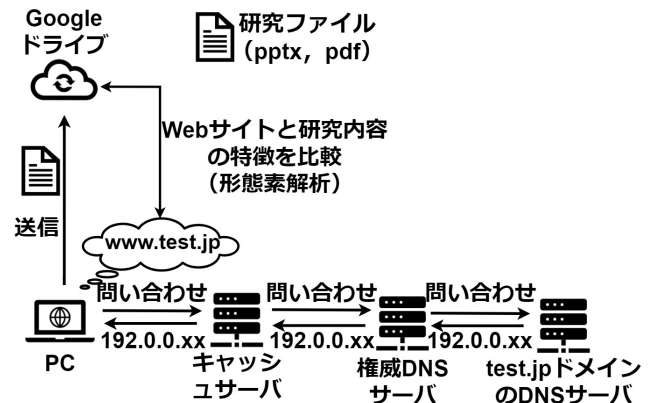 Google
ドライブ
研究ファイル
（pptx，pdf）
Webサイトと研究内容
の特徴を比較
（形態素解析）
送信
www.test.jp
問い合わせ
問い合わせ
問い合わせ
192.0.0.xx
192.0.0.xx
192.0.0.xx
PC
キャッシ
ュサーバ
権威DNS
サーバ
test.jpドメイン
のDNSサーバ